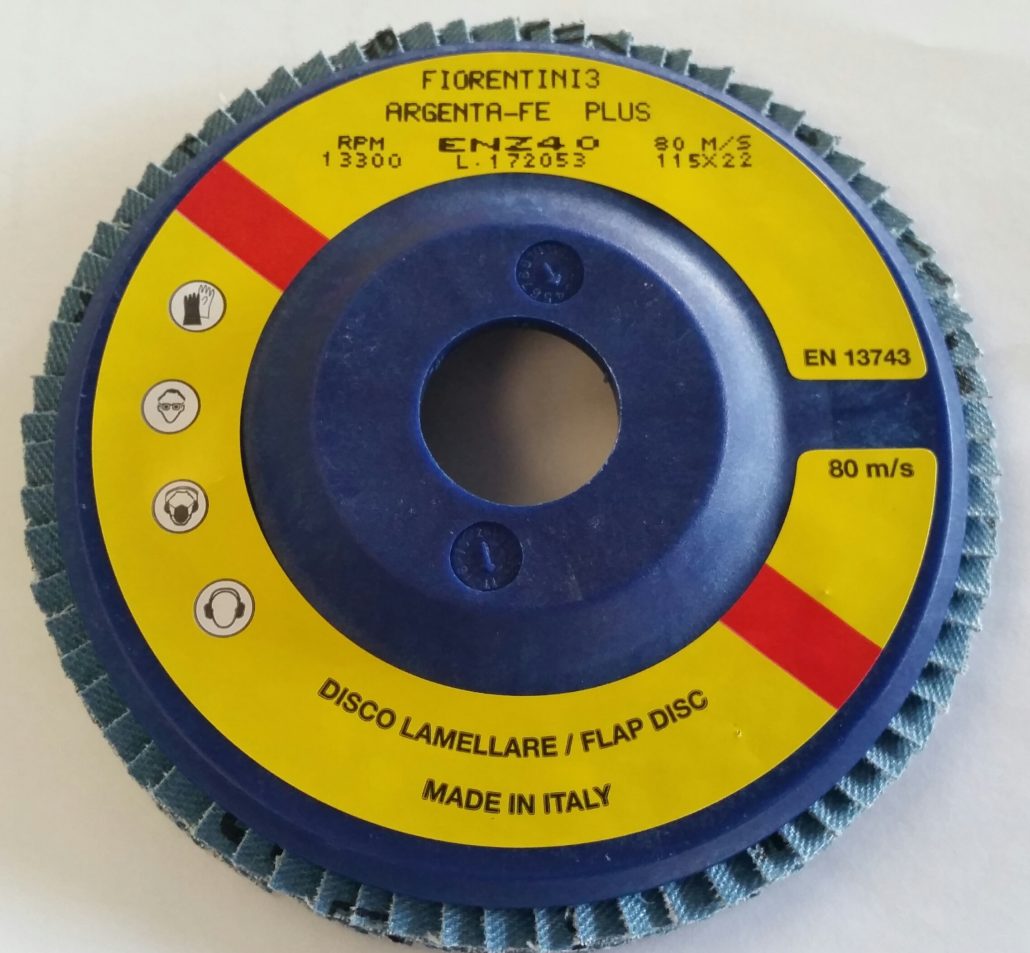 FIORENTINI3
ARGENTA-FE PLUS
RPM ENZ40 80 M/S
13300 L.172053 115X22
EN 13743
80 m/s
DISCO LAMELLARE / FLAP DISC
MADE IN ITALY